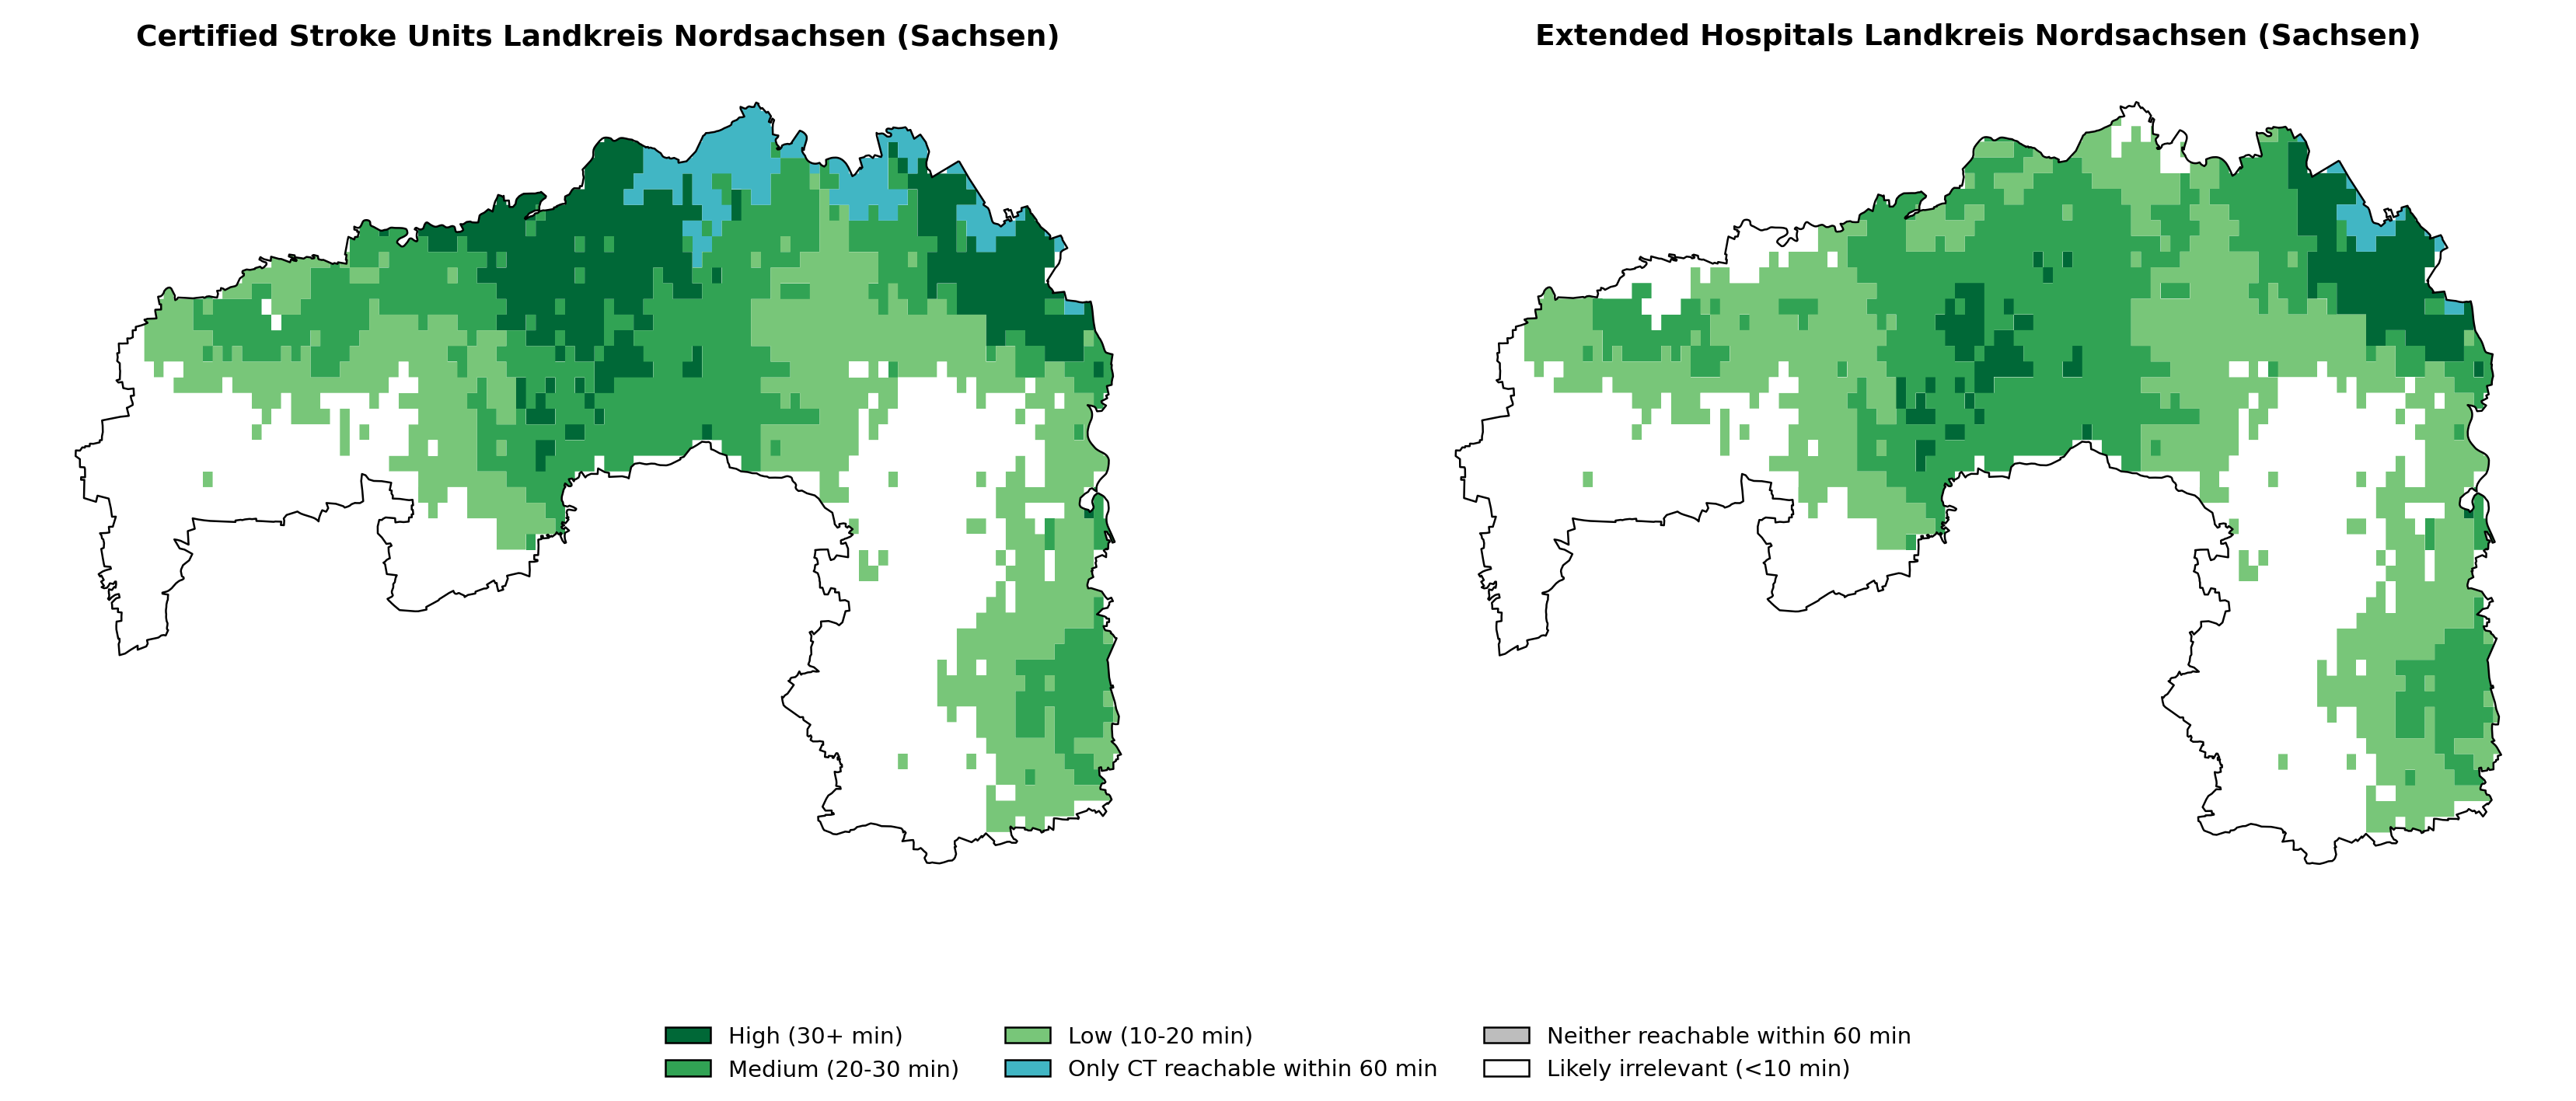 Certified Stroke Units Landkreis Nordsachsen (Sachsen)
Extended Hospitals Landkreis Nordsachsen (Sachsen)
High (30+ min)
Medium (20-30 min)
Low (10-20 min)
Only CT reachable within 60 min
Neither reachable within 60 min
Likely irrelevant (<10 min)